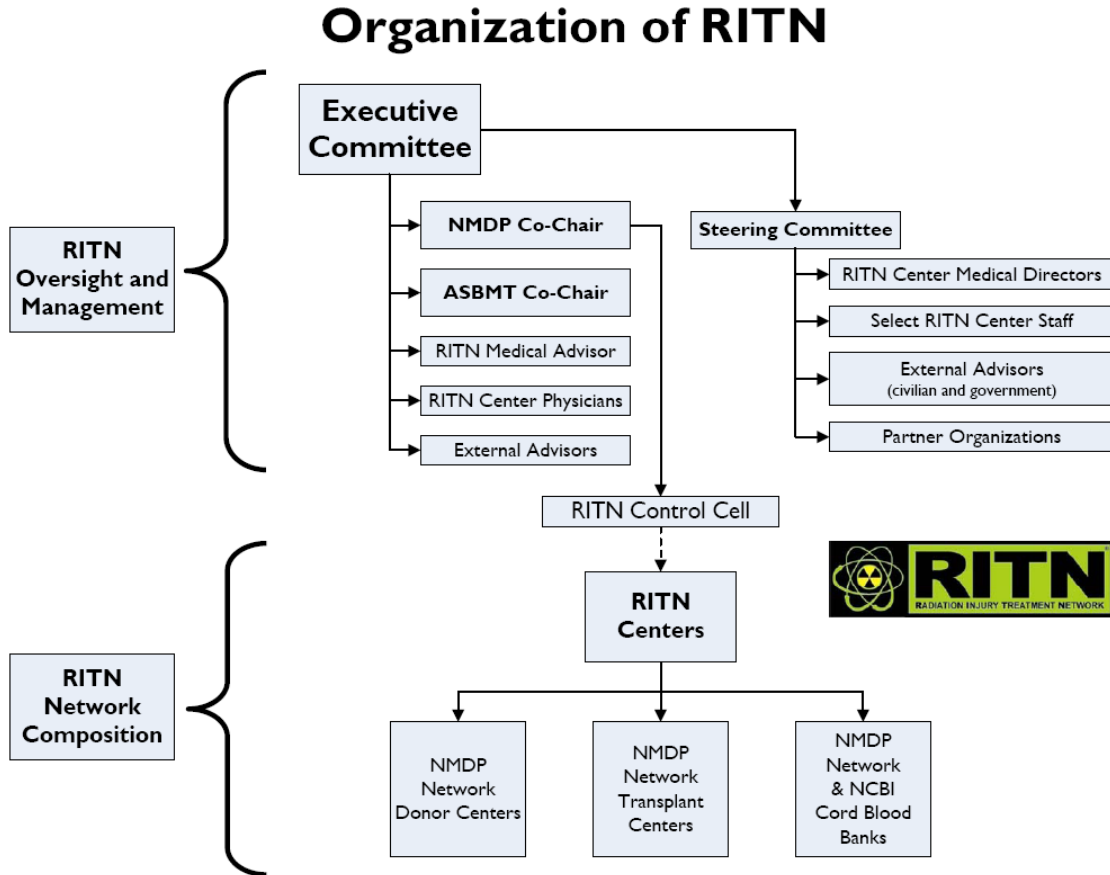 Organization of RITN
Executive
Committee
NMDP Co-Chair
ASBMT Co-Chair
RITN Medical Advisor
RITN Center Physicians
External Advisors
Steering Committee
RITN Center Medical Directors
Select RITN Center Staff
External Advisors
(civilian and government)
Partner Organizations
RITN
Oversight and
Management
RITN Control Cell
RITN
RADIATION INJURY TREATMENT NETWORK
RITN
Centers
RITN
Network
Composition
NMDP
Network
Donor Centers
NMDP
Network
Transplant
Centers
NMDP
Network
& NCBI
Cord Blood
Banks